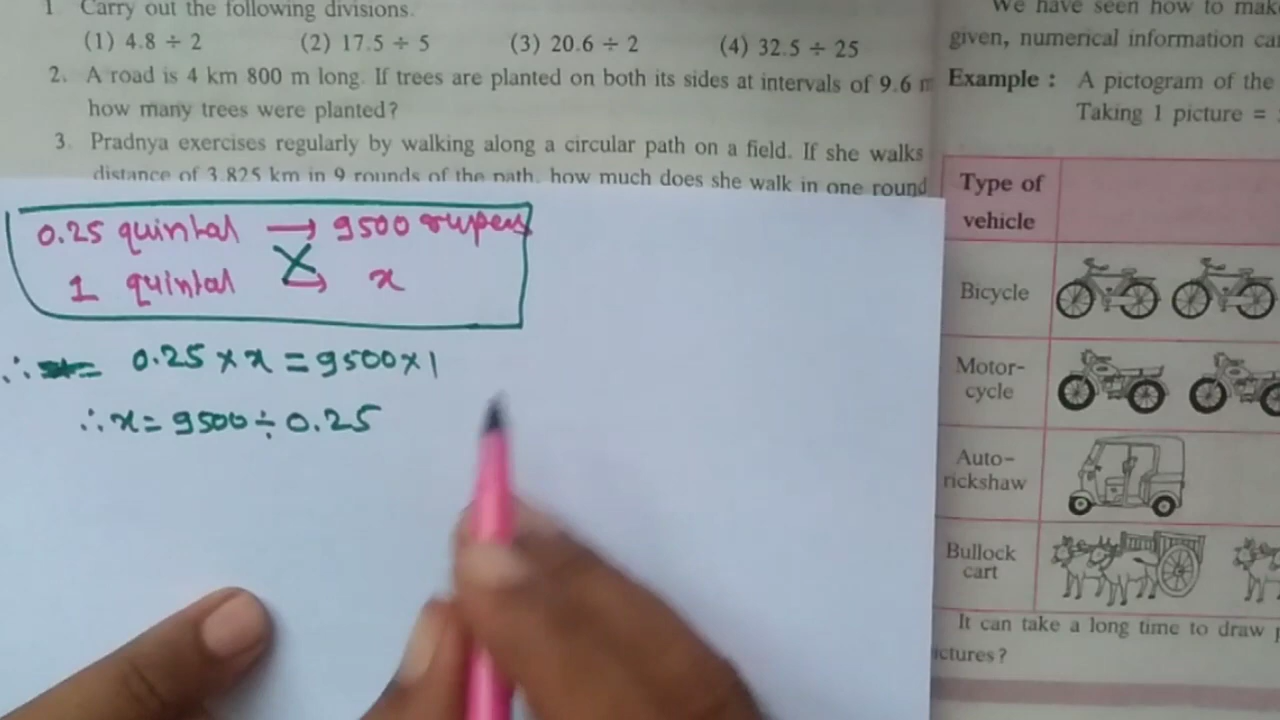 1 Carry out the following divisions.
(1) 4.8 ÷ 2 (2) 17.5 ÷ 5 (3) 20.6 ÷ 2 (4) 32.5 ÷ 25
2. A road is 4 km 800 m long. If trees are planted on both its sides at intervals of 9.6 m
how many trees were planted?
3. Pradnya exercises regularly by walking along a circular path on a field. If she walks
distance of 3.825 km in 9 rounds of the path, how much does she walk in one round
0.25 quintal → 9500 rupees
1 quintal → x
∴ = 0.25 × x = 9500 × 1
∴ x = 9500 ÷ 0.25
We have seen how to mak
given, numerical information ca
Example : A pictogram of the
Taking 1 picture =
Type of
vehicle
Bicycle
Motor-
cycle
Auto-
rickshaw
Bullock
cart
It can take a long time to draw p
ictures?